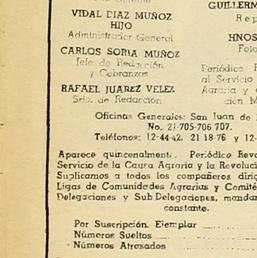 VIDAL DIAZ MUÑOZ
HIJO
Administrador General
CARLOS SORIA MUÑOZ
Jefe de Redacción
y Cobranzas
RAFAEL JUAREZ VELEZ
Srio. de Redacción
GUILLERM
Rep
HNOS
Foto
Periódico R
al Servicio
Agraria y
ción M
Oficinas Generales: San Juan de
No. 21-705-706 707.
Teléfonos: 12-44-42. 21-18-76 y 12-
Aparece quincenalmente. Periódico Revo
Servicio de la Causa Agraria y la Revoluci
Suplicamos a todos los compañeros dirig
Ligas de Comunidades Agrarias y Comité
Delegaciones y Sub Delegaciones, mandar
constante.
Por Suscripción. Ejemplar
Números Sueltos
Números Atrasados